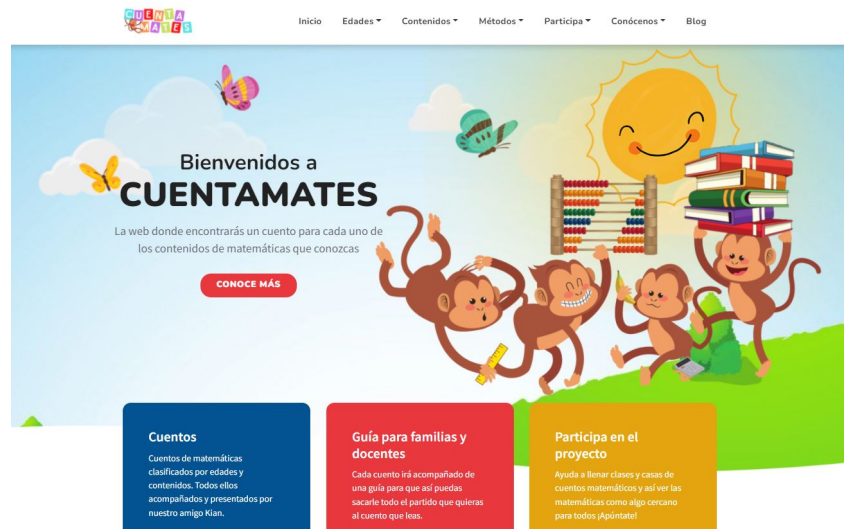 CUENTA
MATES
Inicio Edades Contenidos Métodos Participa Conócenos Blog
Bienvenidos a
CUENTAMATES
La web donde encontrarás un cuento para cada uno de
los contenidos de matemáticas que conozcas
CONOCE MÁS
Cuentos
Cuentos de matemáticas
clasificados por edades y
contenidos. Todos ellos
acompañados y presentados por
nuestro amigo Kian.
Guía para familias y
docentes
Cada cuento irá acompañado de
una guía para que así puedas
sacarle todo el partido que quieras
al cuento que leas.
Participa en el
proyecto
Ayuda a llenar clases y casas de
cuentos matemáticos y así ver las
matemáticas como algo cercano
para todos ¡Apúntate!